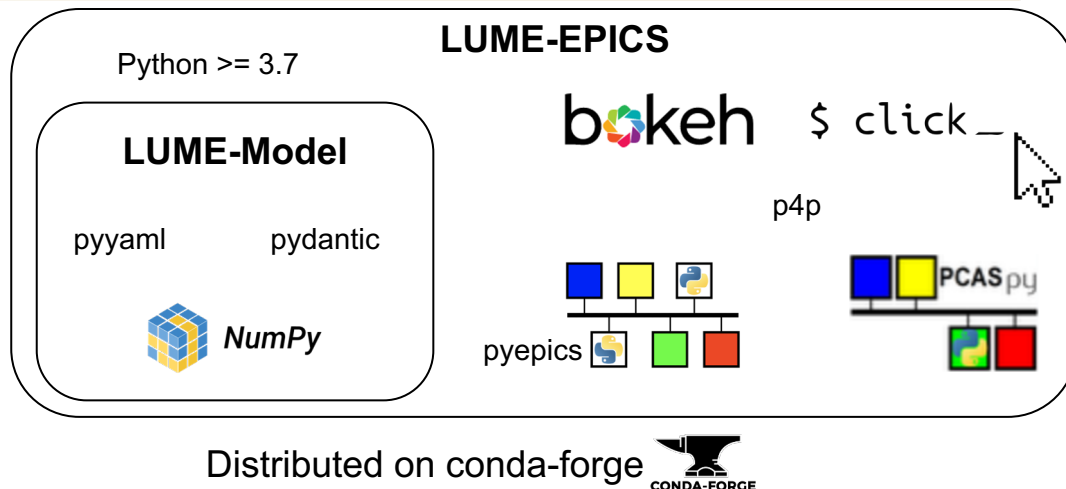 LUME-EPICS
Python >= 3.7
bokeh
$ click_
LUME-Model
p4p
pyyaml
pydantic
PCASpy
NumPy
pyepics
Distributed on conda-forge
CONDA-FORGE